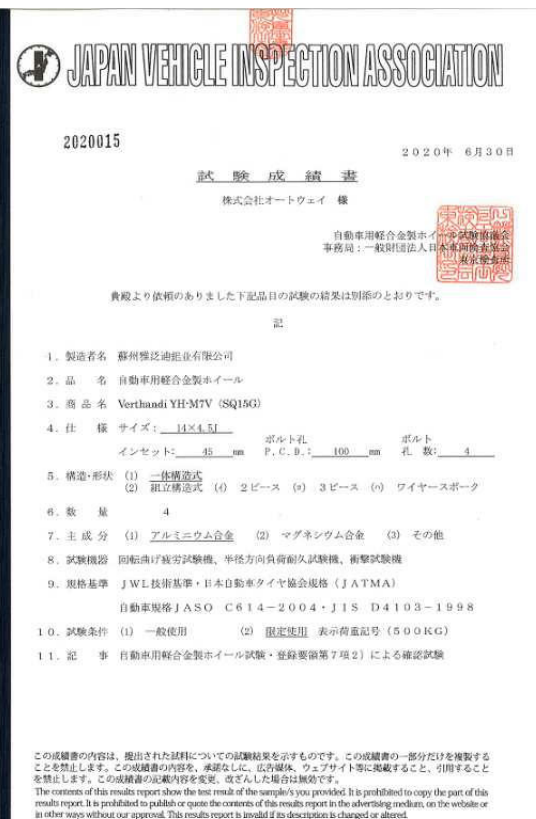 JAPAN VEHICLE INSPECTION ASSOCIATION
2020015
2020年 6月30日
試験成績書
株式会社オートウェイ 様
自動車用軽合金製ホイール試験協議会
事務局：一般財団法人日本車両検査協会
東京検査所
貴殿より依頼のありました下記品目の試験の結果は別添のとおりです。
記
1．製造者名 蘇州雅泛迪鋁业有限公司
2．品 名 自動車用軽合金製ホイール
3．商品名 Verthandi YH-M7V (SQ15G)
4．仕 様 サイズ： 14×4.5J
インセット： 45 mm ボルト孔 P.C.D.： 100 mm ボルト孔 数： 4
5．構造・形状 (1) 一体構造式
(2) 組立構造式 (イ) 2ピース (ロ) 3ピース (ハ) ワイヤースポーク
6．数 量 4
7．主成分 (1) アルミニウム合金 (2) マグネシウム合金 (3) その他
8．試験機器 回転曲げ疲労試験機、半径方向負荷耐久試験機、衝撃試験機
9．規格基準 JWL技術基準・日本自動車タイヤ協会規格（JATMA）
自動車規格JASO C614-2004・JIS D4103-1998
10．試験条件 (1) 一般使用 (2) 限定使用 表示荷重記号（500KG）
11．記 事 自動車用軽合金製ホイール試験・登録要領第7項2）による確認試験
この成績書の内容は、提出された試料についての試験結果を示すものです。この成績書の一部分だけを複製する
ことを禁止します。この成績書の内容を、承認なしに、広告媒体、ウェブサイト等に掲載すること、引用すること
を禁止します。この成績書の記載内容を変更、改ざんした場合は無効です。
The contents of this results report show the test result of the sample/s you provided. It is prohibited to copy the part of this
results report. It is prohibited to publish or quote the contents of this results report in the advertising medium, on the website or
in other ways without our approval. This results report is invalid if its description is changed or altered.